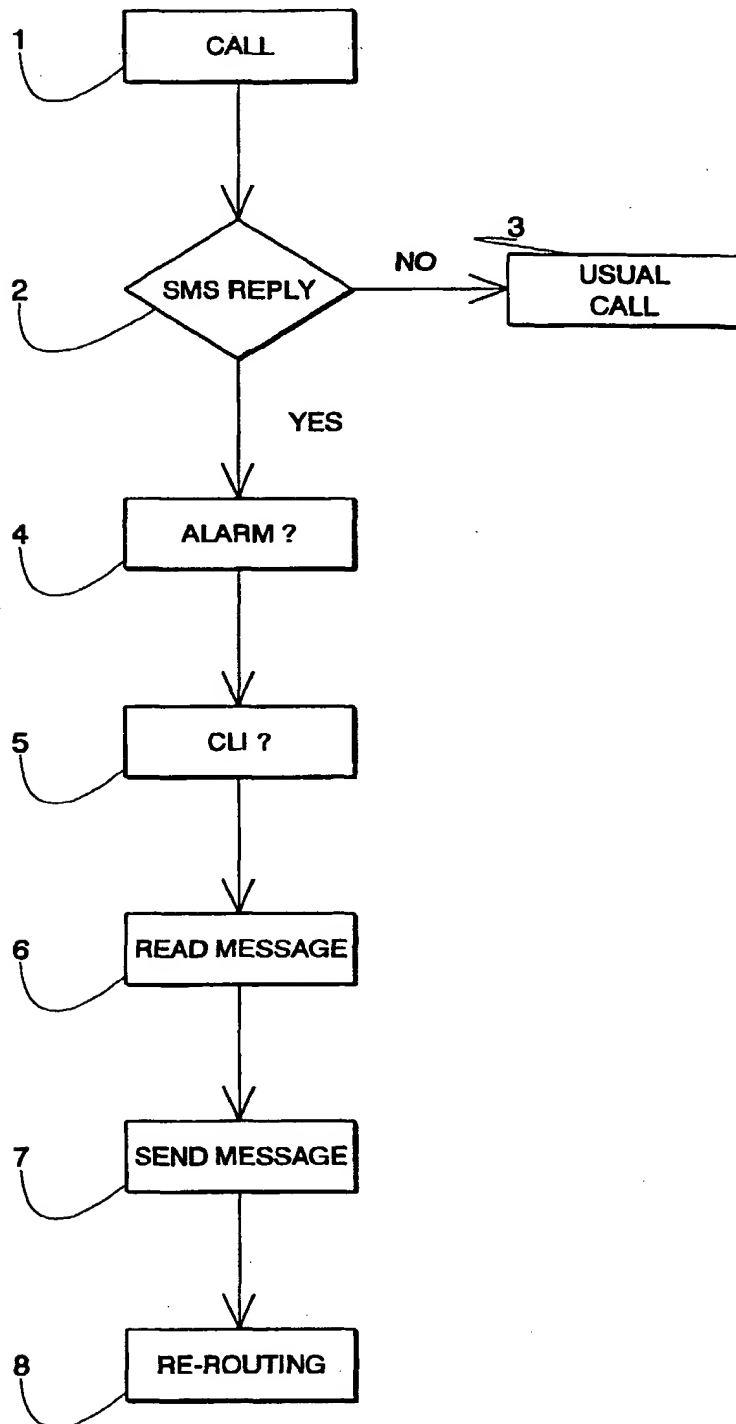 1
CALL
2
SMS REPLY
NO
3
USUAL
CALL
YES
4
ALARM ?
5
CLI ?
6
READ MESSAGE
7
SEND MESSAGE
8
RE-ROUTING